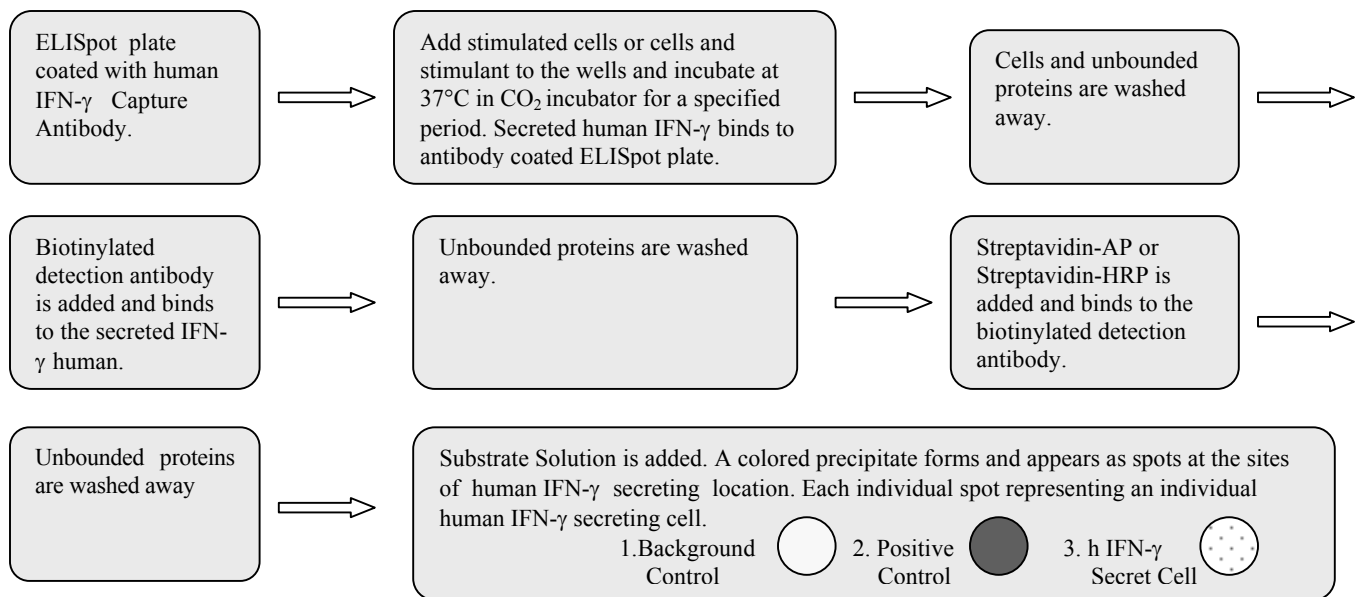 ELISpot plate
coated with human
IFN-γ Capture
Antibody.
Add stimulated cells or cells and
stimulant to the wells and incubate at
37°C in CO₂ incubator for a specified
period. Secreted human IFN-γ binds to
antibody coated ELISpot plate.
Cells and unbounded
proteins are washed
away.
Biotinylated
detection antibody
is added and binds
to the secreted IFN-
γ human.
Unbounded proteins are washed
away.
Streptavidin-AP or
Streptavidin-HRP is
added and binds to the
biotinylated detection
antibody.
Unbounded proteins
are washed away
Substrate Solution is added. A colored precipitate forms and appears as spots at the sites
of human IFN-γ secreting location. Each individual spot representing an individual
human IFN-γ secreting cell.
1.Background
Control
2. Positive
Control
3. h IFN-γ
Secret Cell